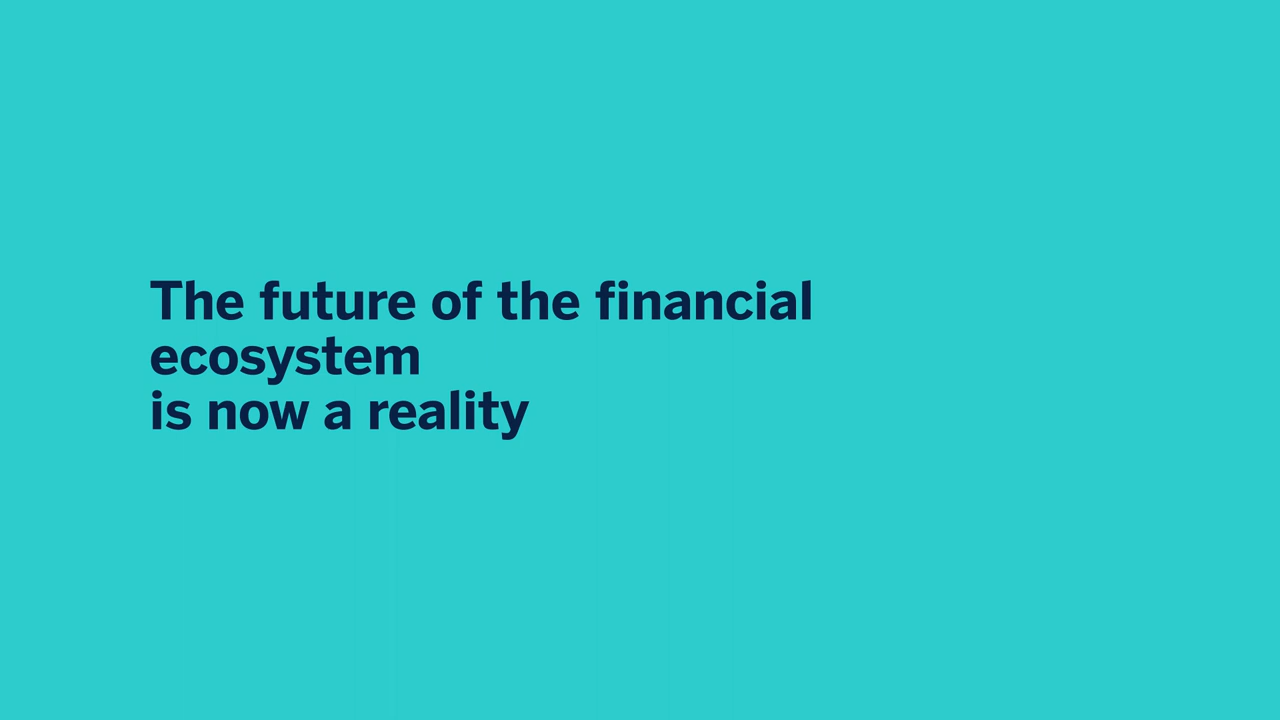 The future of the financial
ecosystem
is now a reality